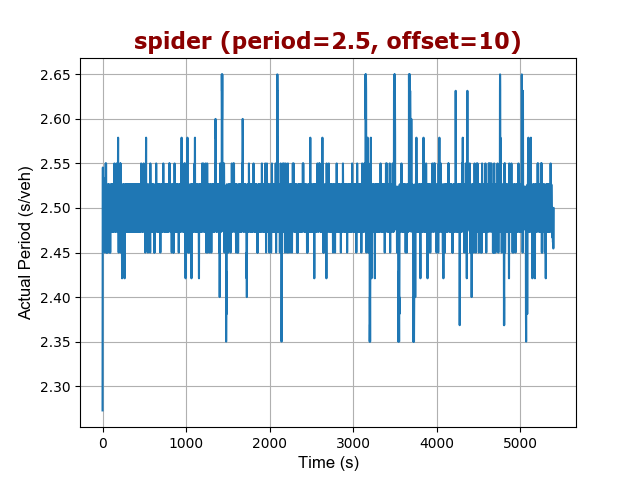 spider (period=2.5, offset=10)
2.65
2.60
2.55
2.50
2.45
2.40
2.35
2.30
Actual Period (s/veh)
0 1000 2000 3000 4000 5000
Time (s)